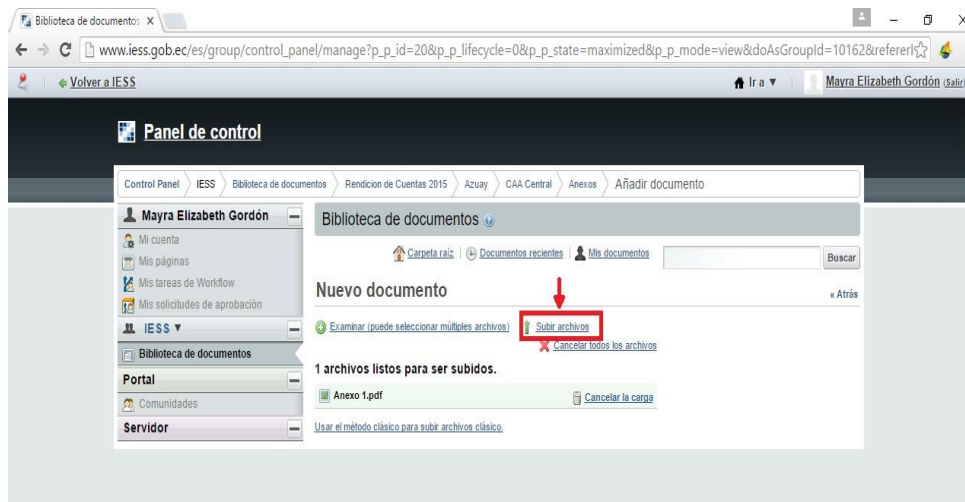 Biblioteca de documentos
www.iess.gob.ec/es/group/control_panel/manage?p_p_id=20&p_p_lifecycle=0&p_p_state=maximized&p_p_mode=view&doAsGroupId=10162&refererI
Volver a IESS Ir a ▼ Mayra Elizabeth Gordón (Salir)
Panel de control
Control Panel IESS Biblioteca de documentos Rendicion de Cuentas 2015 Azuay CAA Central Anexos Añadir documento
Mayra Elizabeth Gordón
Mi cuenta
Mis páginas
Mis tareas de Workflow
Mis solicitudes de aprobación
IESS ▼
Biblioteca de documentos
Portal
Comunidades
Servidor
Biblioteca de documentos
Carpeta raíz | Documentos recientes | Mis documentos Buscar
Nuevo documento « Atrás
Examinar (puede seleccionar múltiples archivos) Subir archivos
Cancelar todos los archivos
1 archivos listos para ser subidos.
Anexo 1.pdf Cancelar la carga
Usar el método clásico para subir archivos clásico.